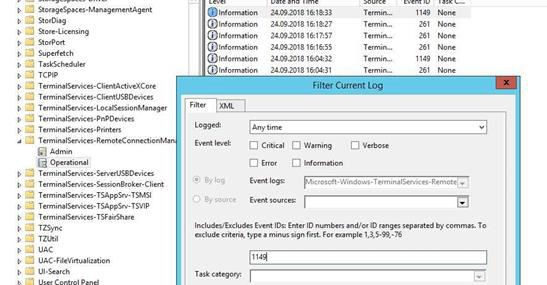 StorageSpaces-ManagementAgent
StorDiag
Store-Licensing
StorPort
Superfetch
TaskScheduler
TCPIP
TerminalServices-ClientActiveXCore
TerminalServices-ClientUSBDevices
TerminalServices-LocalSessionManager
TerminalServices-PnPDevices
TerminalServices-Printers
TerminalServices-RemoteConnectionMana
Admin
Operational
TerminalServices-ServerUSBDevices
TerminalServices-SessionBroker-Client
TerminalServices-TSAppSrv-TSMSI
TerminalServices-TSAppSrv-TSVIP
TerminalServices-TSFairShare
TZSync
TZUtil
UAC
UAC-FileVirtualization
UI-Search
User Control Panel
Level Date and Time Source Event ID Task C...
Information 24.09.2018 16:18:33 Termin... 1149 None
Information 24.09.2018 16:18:27 Termin... 261 None
Information 24.09.2018 16:17:57 Termin... 261 None
Information 24.09.2018 16:16:55 Termin... 261 None
Information 24.09.2018 16:04:32 Termin... 1149 None
Information 24.09.2018 16:04:31 Termin... 261 None
Filter Current Log
x
Filter XML
Logged: Any time
Event level: Critical Warning Verbose
Error Information
By log Event logs: Microsoft-Windows-TerminalServices-Remote
By source Event sources:
Includes/Excludes Event IDs: Enter ID numbers and/or ID ranges separated by commas. To
exclude criteria, type a minus sign first. For example 1,3,5-99,-76
1149
Task category: